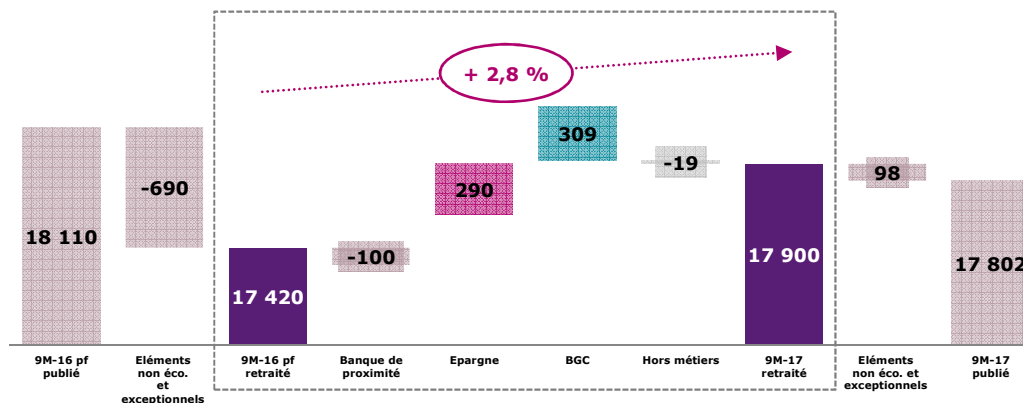 + 2,8 %
18 110
-690
17 420
-100
290
309
-19
17 900
98
17 802
9M-16 pf
publié
Eléments
non éco.
et
exceptionnels
9M-16 pf
retraité
Banque de
proximité
Epargne
BGC
Hors métiers
9M-17
retraité
Eléments
non éco. et
exceptionnels
9M-17
publié